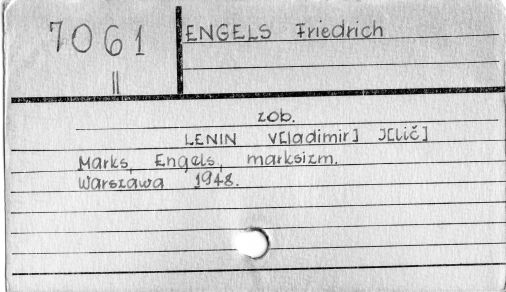 7061
II
ENGELS Friedrich
zob.
LENIN V[ladimir] I[lič]
Marks, Engels, marksizm.
Warszawa 1948.